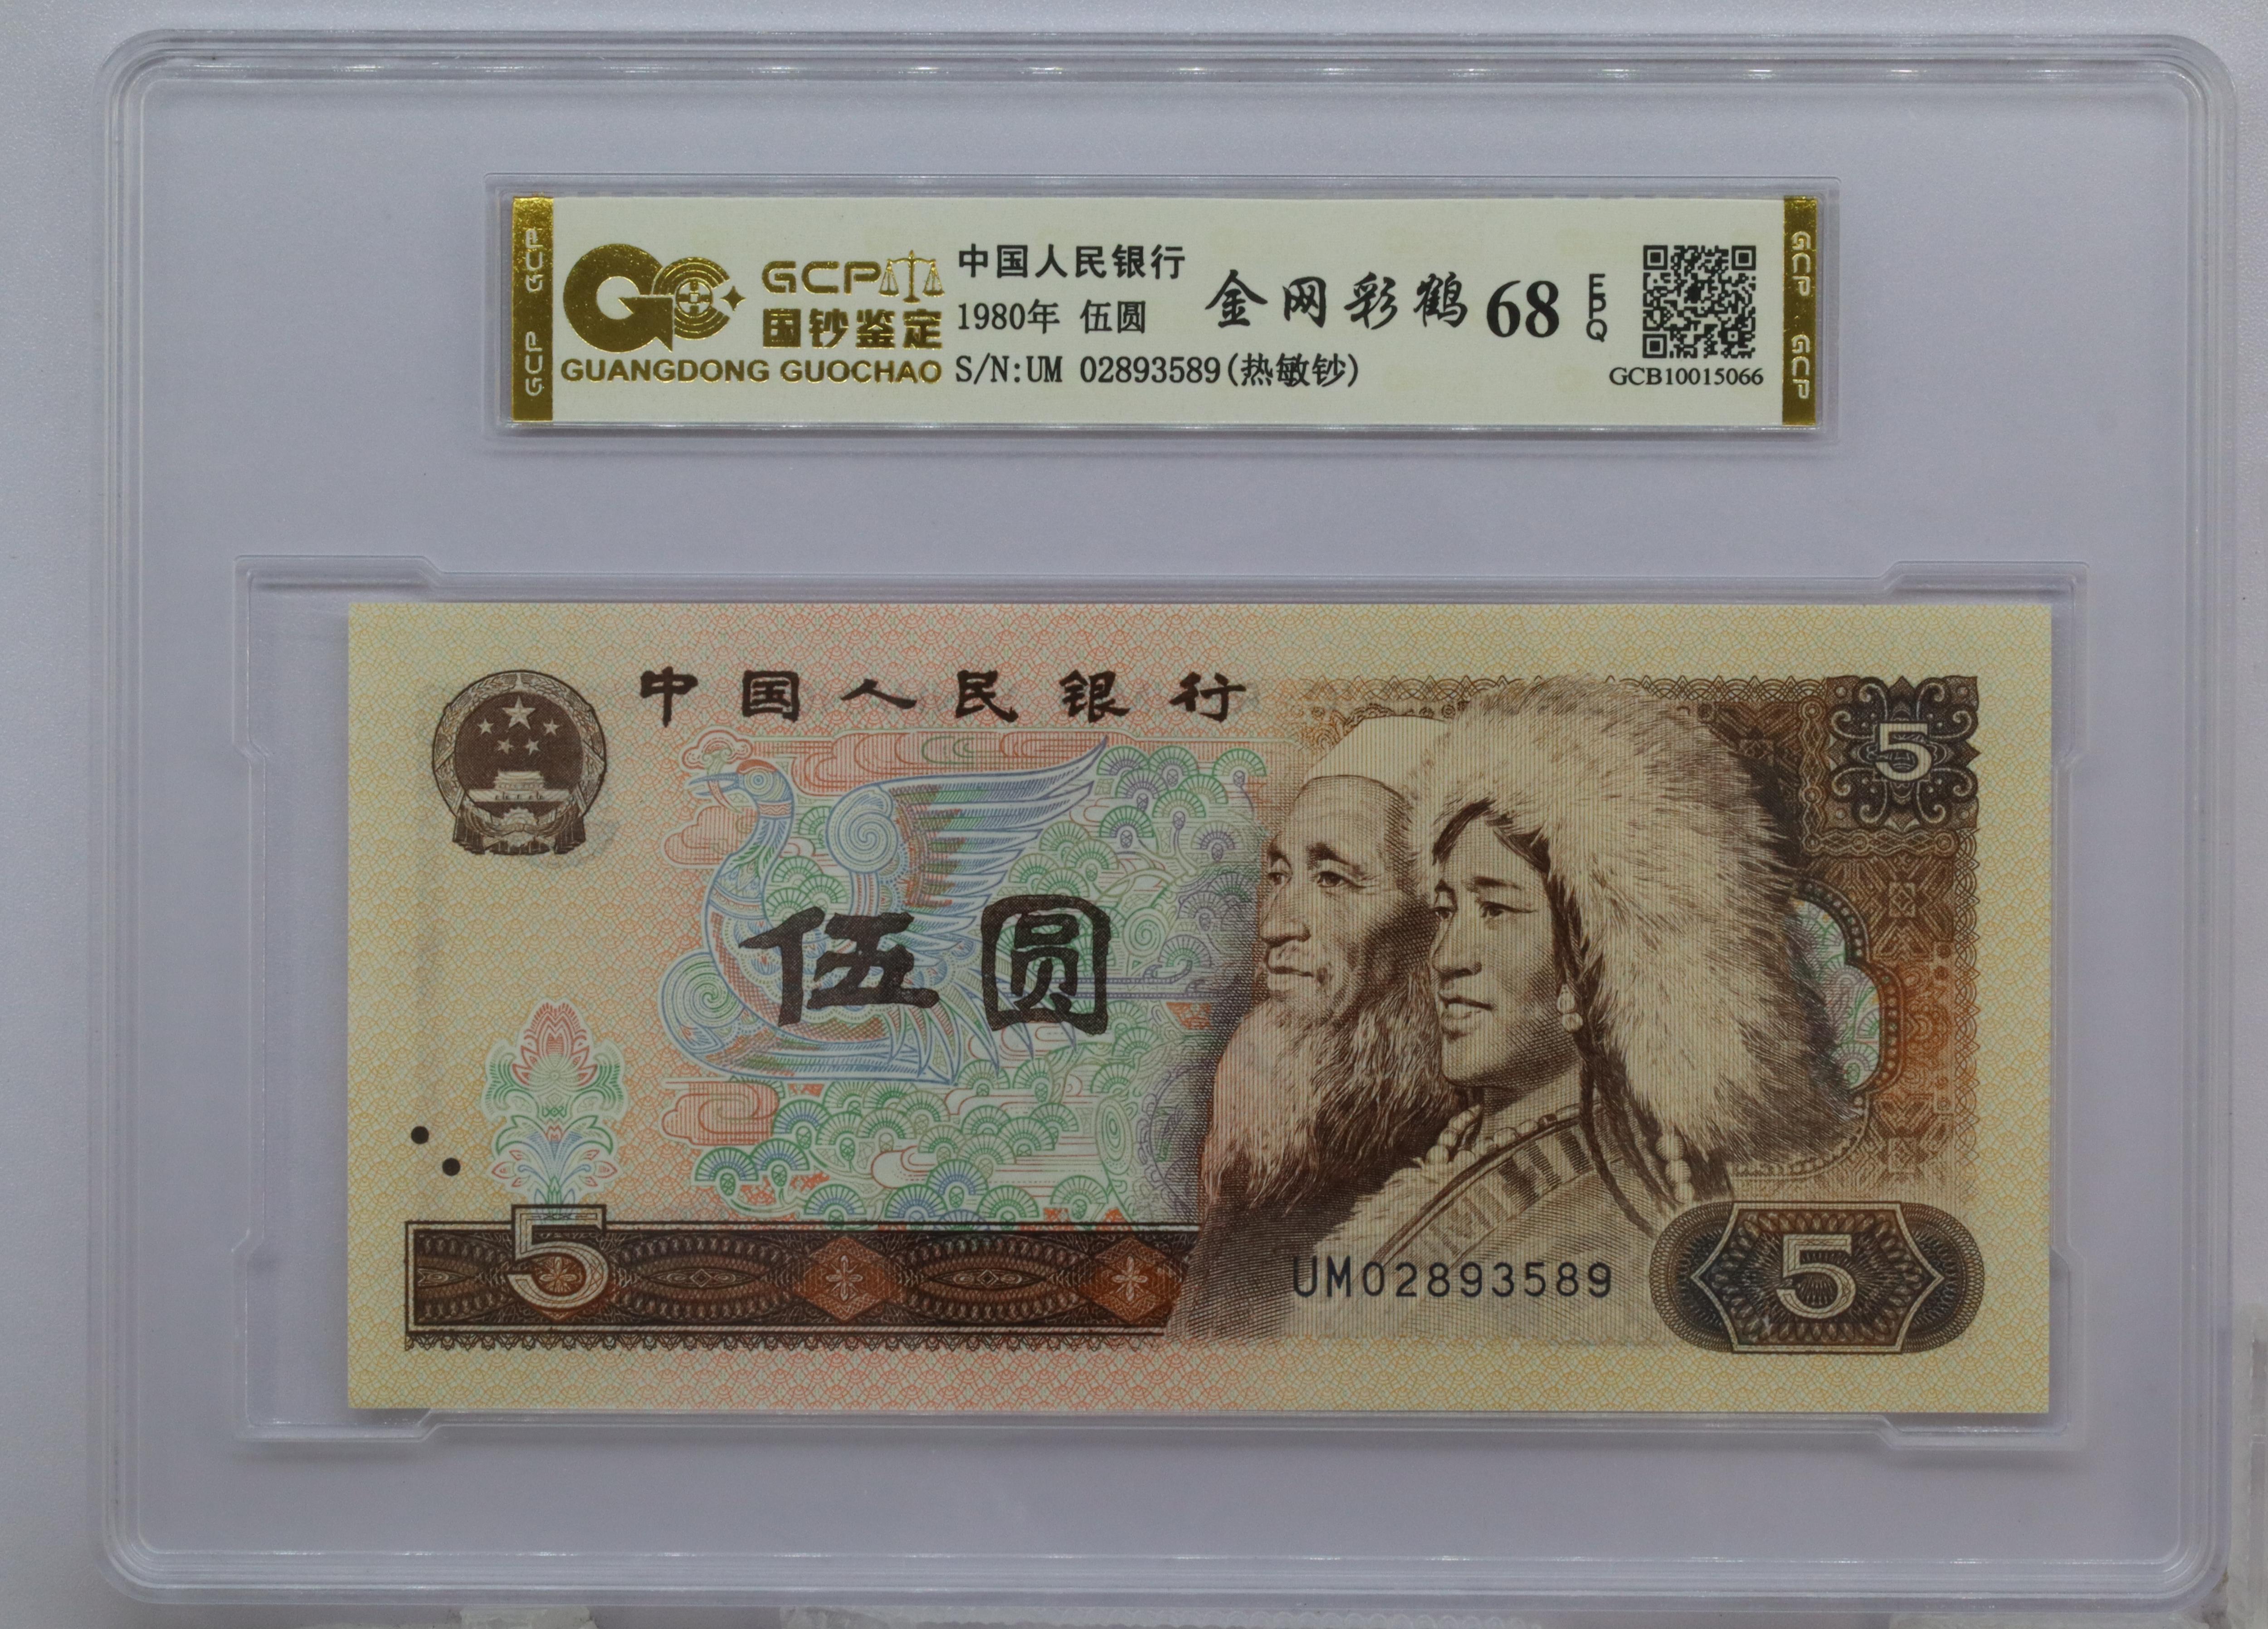 GCP GCP
GCP
国钞鉴定
GUANGDONG GUOCHAO
中国人民银行
1980年 伍圆
S/N:UM 02893589(热敏钞)
金网彩鹤 68 EPQ
GCB10015066
GCP GCP
中国人民银行
5
伍圆
5
UM02893589
5